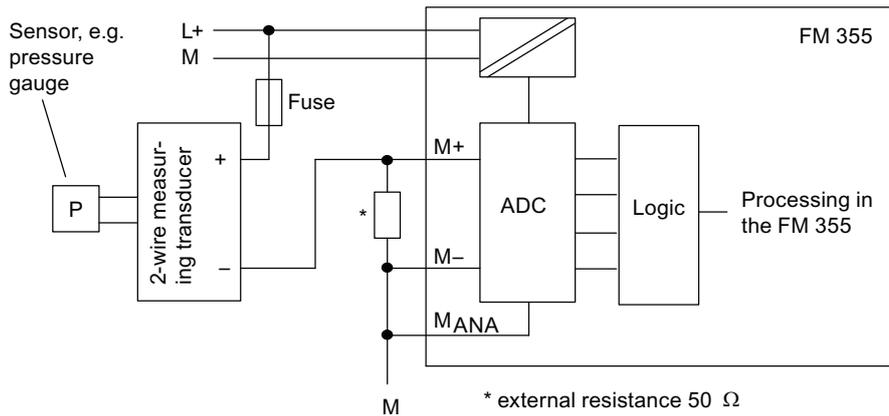 Sensor, e.g.
pressure
gauge
L+
M
FM 355
Fuse
P
2-wire measur-
ing transducer
+
–
*
M+
M–
MANA
ADC
Logic
Processing in
the FM 355
M
* external resistance 50 Ω